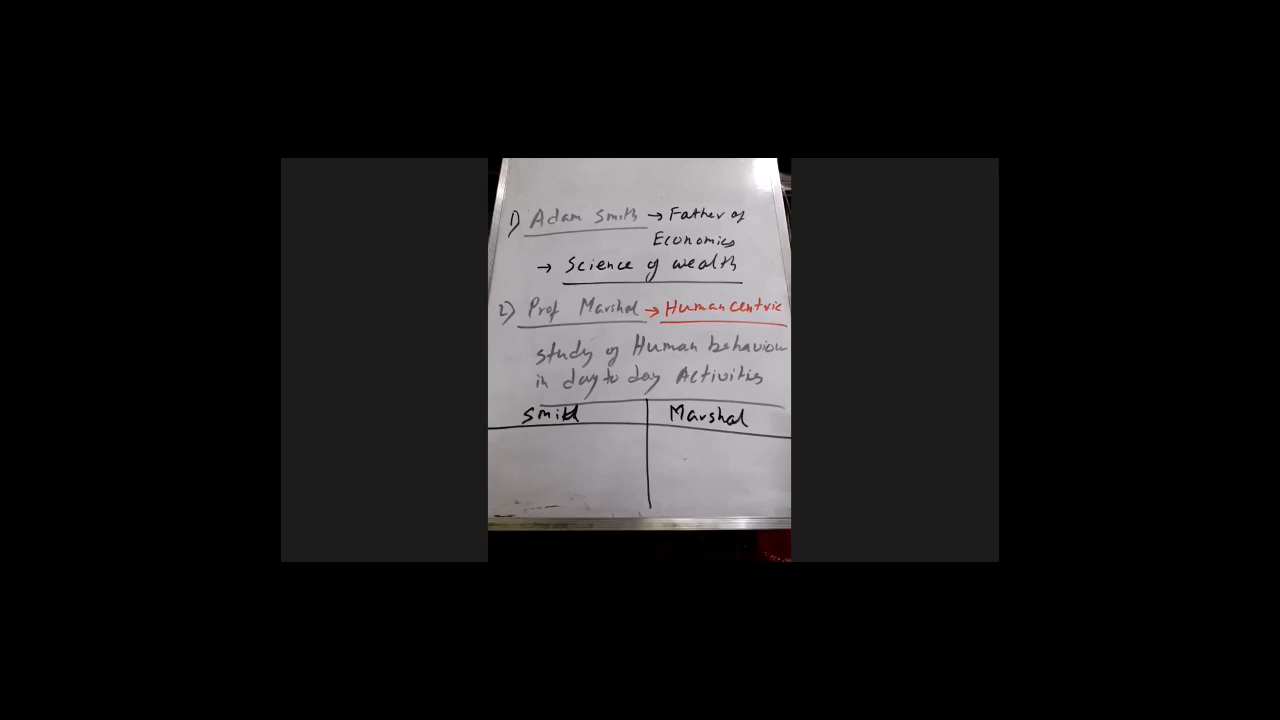 1) Adam Smith → Father of
Economics
→ Science of wealth
2) Prof Marshal → Human Centric
study of Human behaviour
in day to day Activities
Smith Marshal